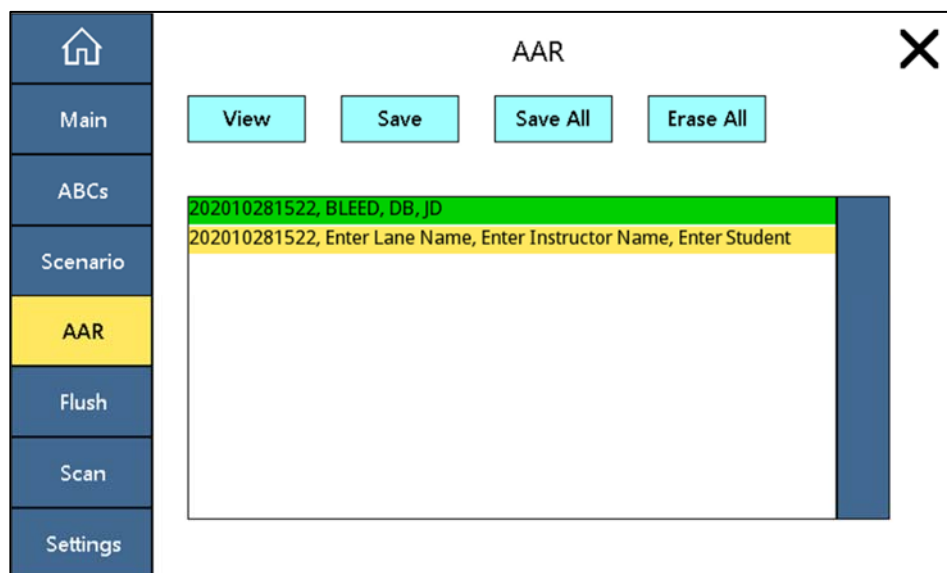 AAR
Main
View
Save
Save All
Erase All
ABCs
202010281522, BLEED, DB, JD
202010281522, Enter Lane Name, Enter Instructor Name, Enter Student
Scenario
AAR
Flush
Scan
Settings